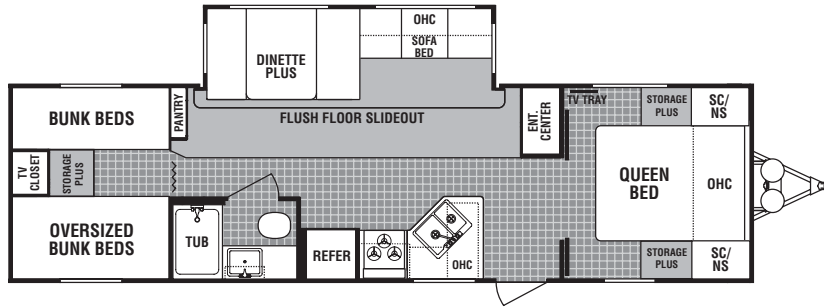 OHC
SOFA
BED
DINETTE
PLUS
FLUSH FLOOR SLIDEOUT
BUNK BEDS
PANTRY
ENT.
CENTER
TV TRAY
STORAGE
PLUS
SC/
NS
TV
CLOSET
STORAGE
PLUS
QUEEN
BED
OHC
OVERSIZED
BUNK BEDS
TUB
REFER
OHC
STORAGE
PLUS
SC/
NS